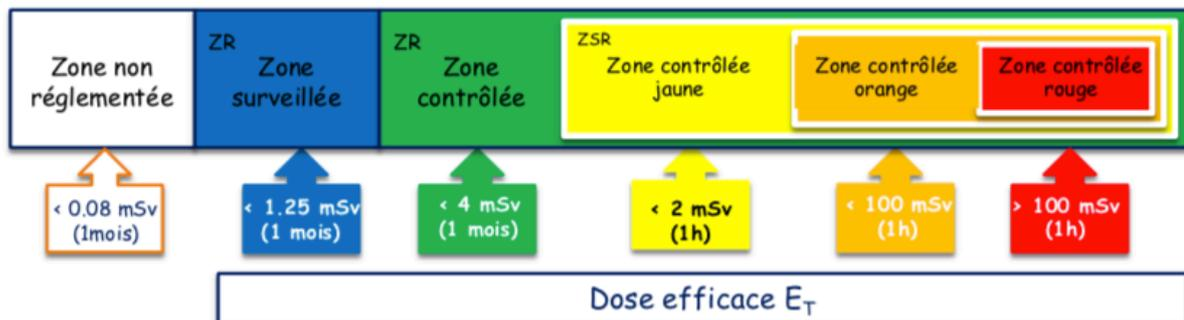 Zone non
réglementée
ZR
Zone
surveillée
ZR
Zone
contrôlée
ZSR
Zone contrôlée
jaune
Zone contrôlée
orange
Zone contrôlée
rouge
< 0.08 mSv
(1mois)
< 1.25 mSv
(1 mois)
< 4 mSv
(1 mois)
< 2 mSv
(1h)
< 100 mSv
(1h)
> 100 mSv
(1h)
Dose efficace E_T